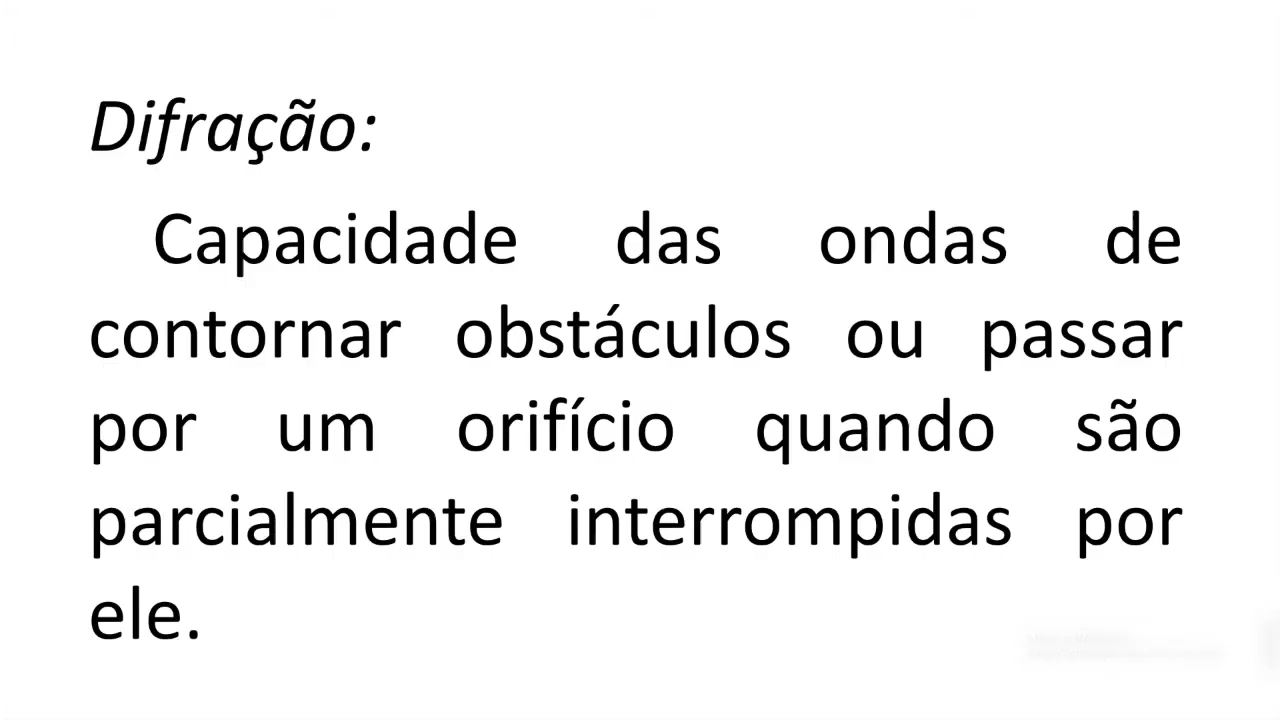 Difração:
Capacidade das ondas de
contornar obstáculos ou passar
por um orifício quando são
parcialmente interrompidas por
ele.